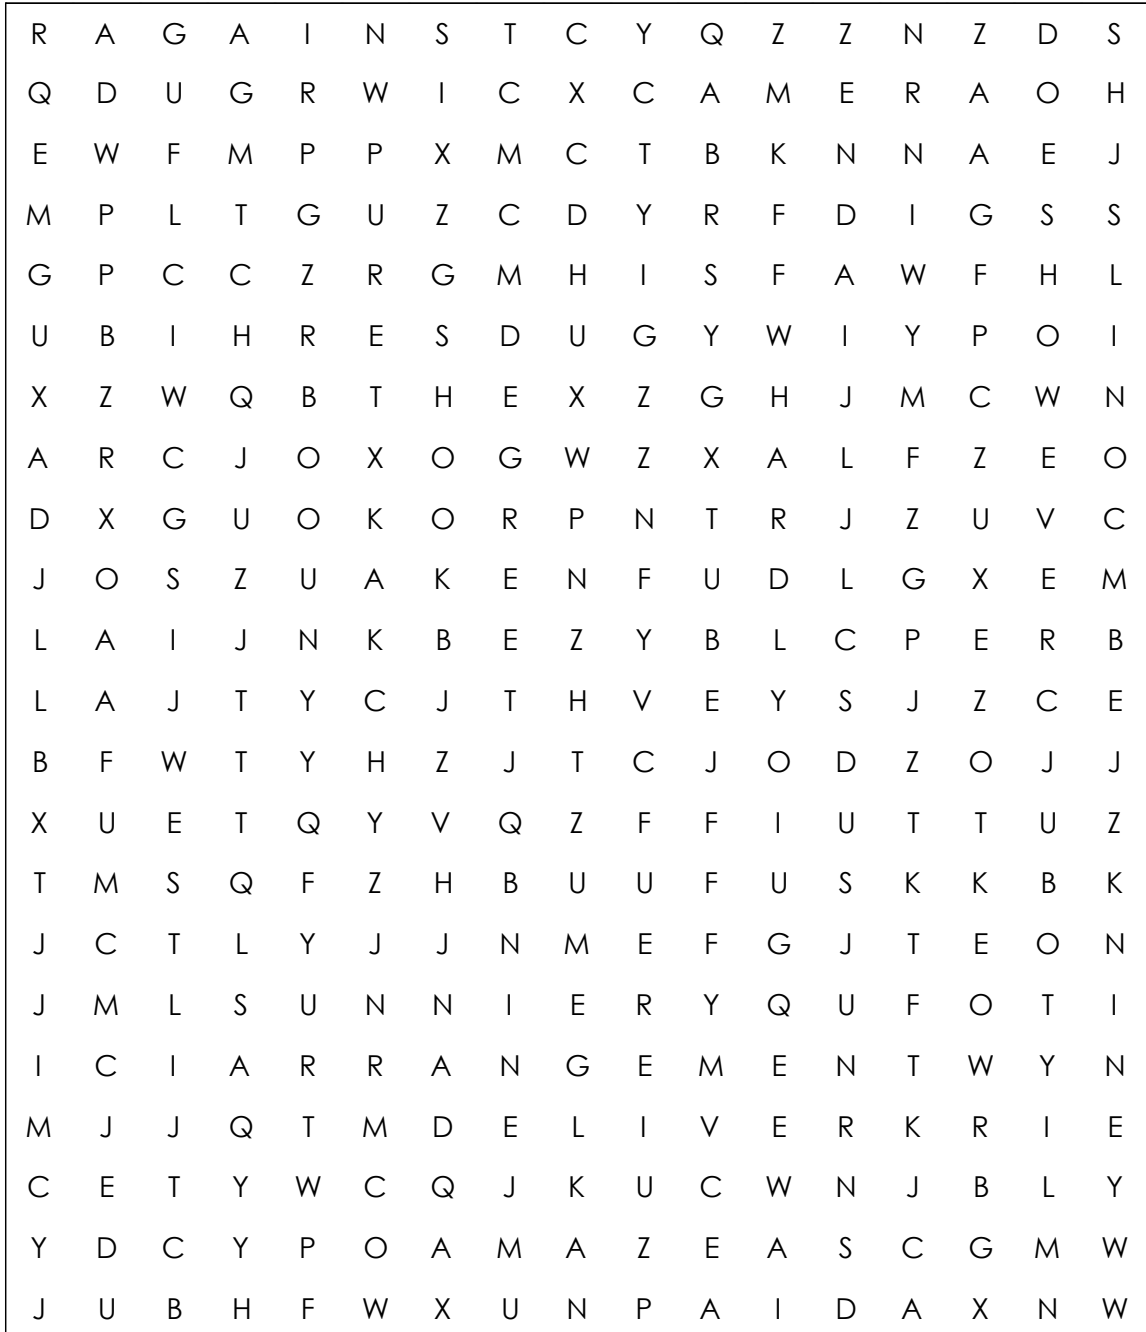 R A G A I N S T C Y Q Z Z N Z D S
Q D U G R W I C X C A M E R A O H
E W F M P P X M C T B K N N A E J
M P L T G U Z C D Y R F D I G S S
G P C C Z R G M H I S F A W F H L
U B I H R E S D U G Y W I Y P O I
X Z W Q B T H E X Z G H J M C W N
A R C J O X O G W Z X A L F Z E O
D X G U O K O R P N T R J Z U V C
J O S Z U A K E N F U D L G X E M
L A I J N K B E Z Y B L C P E R B
L A J T Y C J T H V E Y S J Z C E
B F W T Y H Z J T C J O D Z O J J
X U E T Q Y V Q Z F F I U T T U Z
T M S Q F Z H B U U F U S K K B K
J C T L Y J J N M E F G J T E O N
J M L S U N N I E R Y Q U F O T I
I C I A R R A N G E M E N T W Y N
M J J Q T M D E L I V E R K R I E
C E T Y W C Q J K U C W N J B L Y
Y D C Y P O A M A Z E A S C G M W
J U B H F W X U N P A I D A X N W